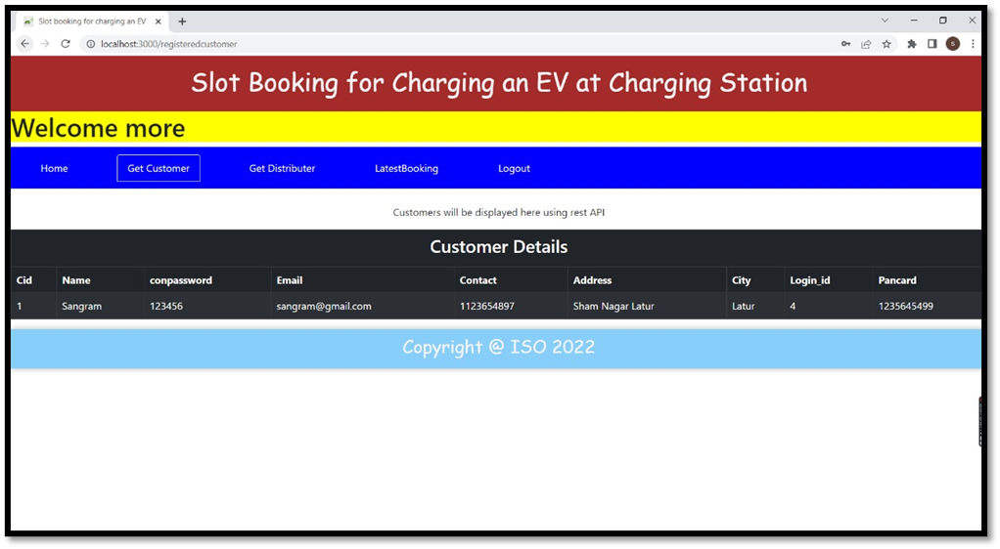 Slot booking for charging an EV
localhost:3000/registeredcustomer
S
Slot Booking for Charging an EV at Charging Station
Welcome more
Home Get Customer Get Distributer LatestBooking Logout
Customers will be displayed here using rest API
Customer Details
Cid Name conpassword Email Contact Address City Login_id Pancard
1 Sangram 123456 sangram@gmail.com 1123654897 Sham Nagar Latur Latur 4 1235645499
Copyright @ ISO 2022